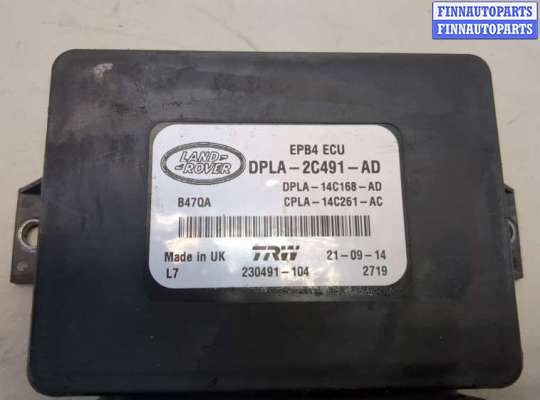 FINNAUTOPARTS
FINNAUTOPARTS
EPB4 ECU
LAND-
-ROVER
DPLA-2C491-AD
DPLA-14C168-AD
B47QA
CPLA-14C261-AC
Made in UK
TRW
21-09-14
L7
230491-104
2719